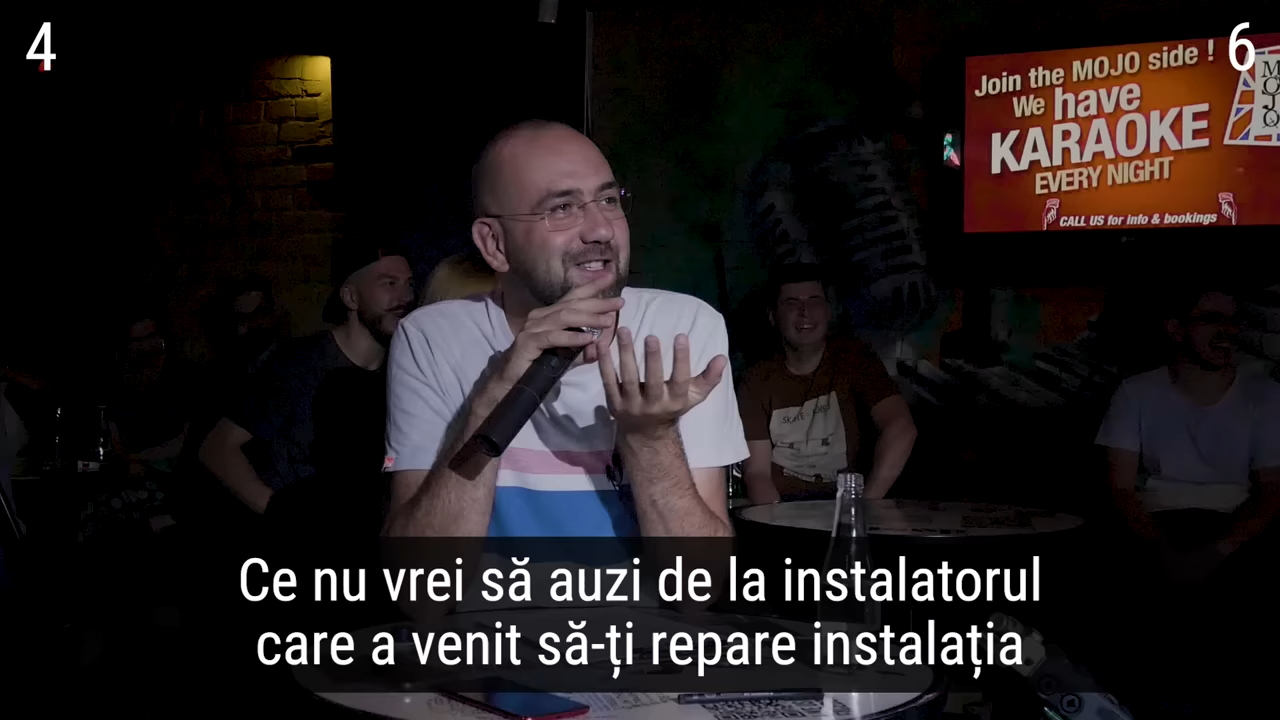 4
6
Join the MOJO side !
We have
KARAOKE
EVERY NIGHT
CALL US for info & bookings
MOJO
Ce nu vrei să auzi de la instalatorul
care a venit să-ți repare instalația